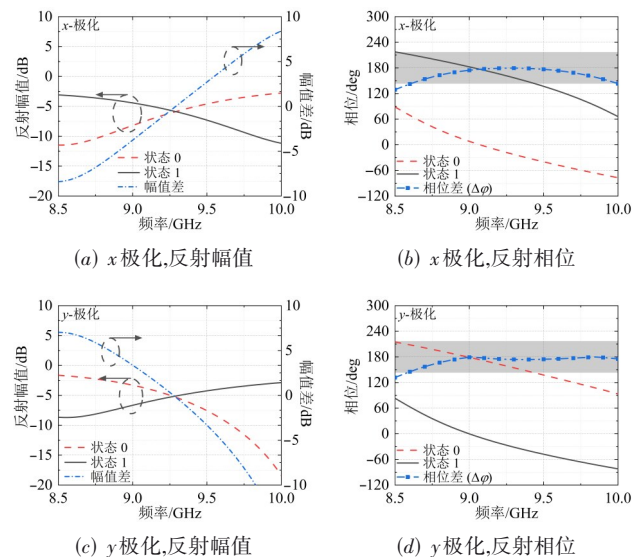 x-极化
反射幅值/dB
10
5
0
−5
−10
−15
−20
10
5
0
−5
−10
幅值差/dB
状态 0
状态 1
幅值差
8.5 9.0 9.5 10.0
频率/GHz
(a) x极化,反射幅值
x-极化
相位/deg
300
240
180
120
60
0
−60
−120
状态 0
状态 1
相位差 (Δφ)
8.5 9.0 9.5 10.0
频率/GHz
(b) x极化,反射相位
y-极化
反射幅值/dB
10
5
0
−5
−10
−15
−20
10
5
0
−5
−10
幅值差/dB
状态 0
状态 1
幅值差
8.5 9.0 9.5 10.0
频率/GHz
(c) y极化,反射幅值
y-极化
相位/deg
300
240
180
120
60
0
−60
−120
状态 0
状态 1
相位差 (Δφ)
8.5 9.0 9.5 10.0
频率/GHz
(d) y极化,反射相位